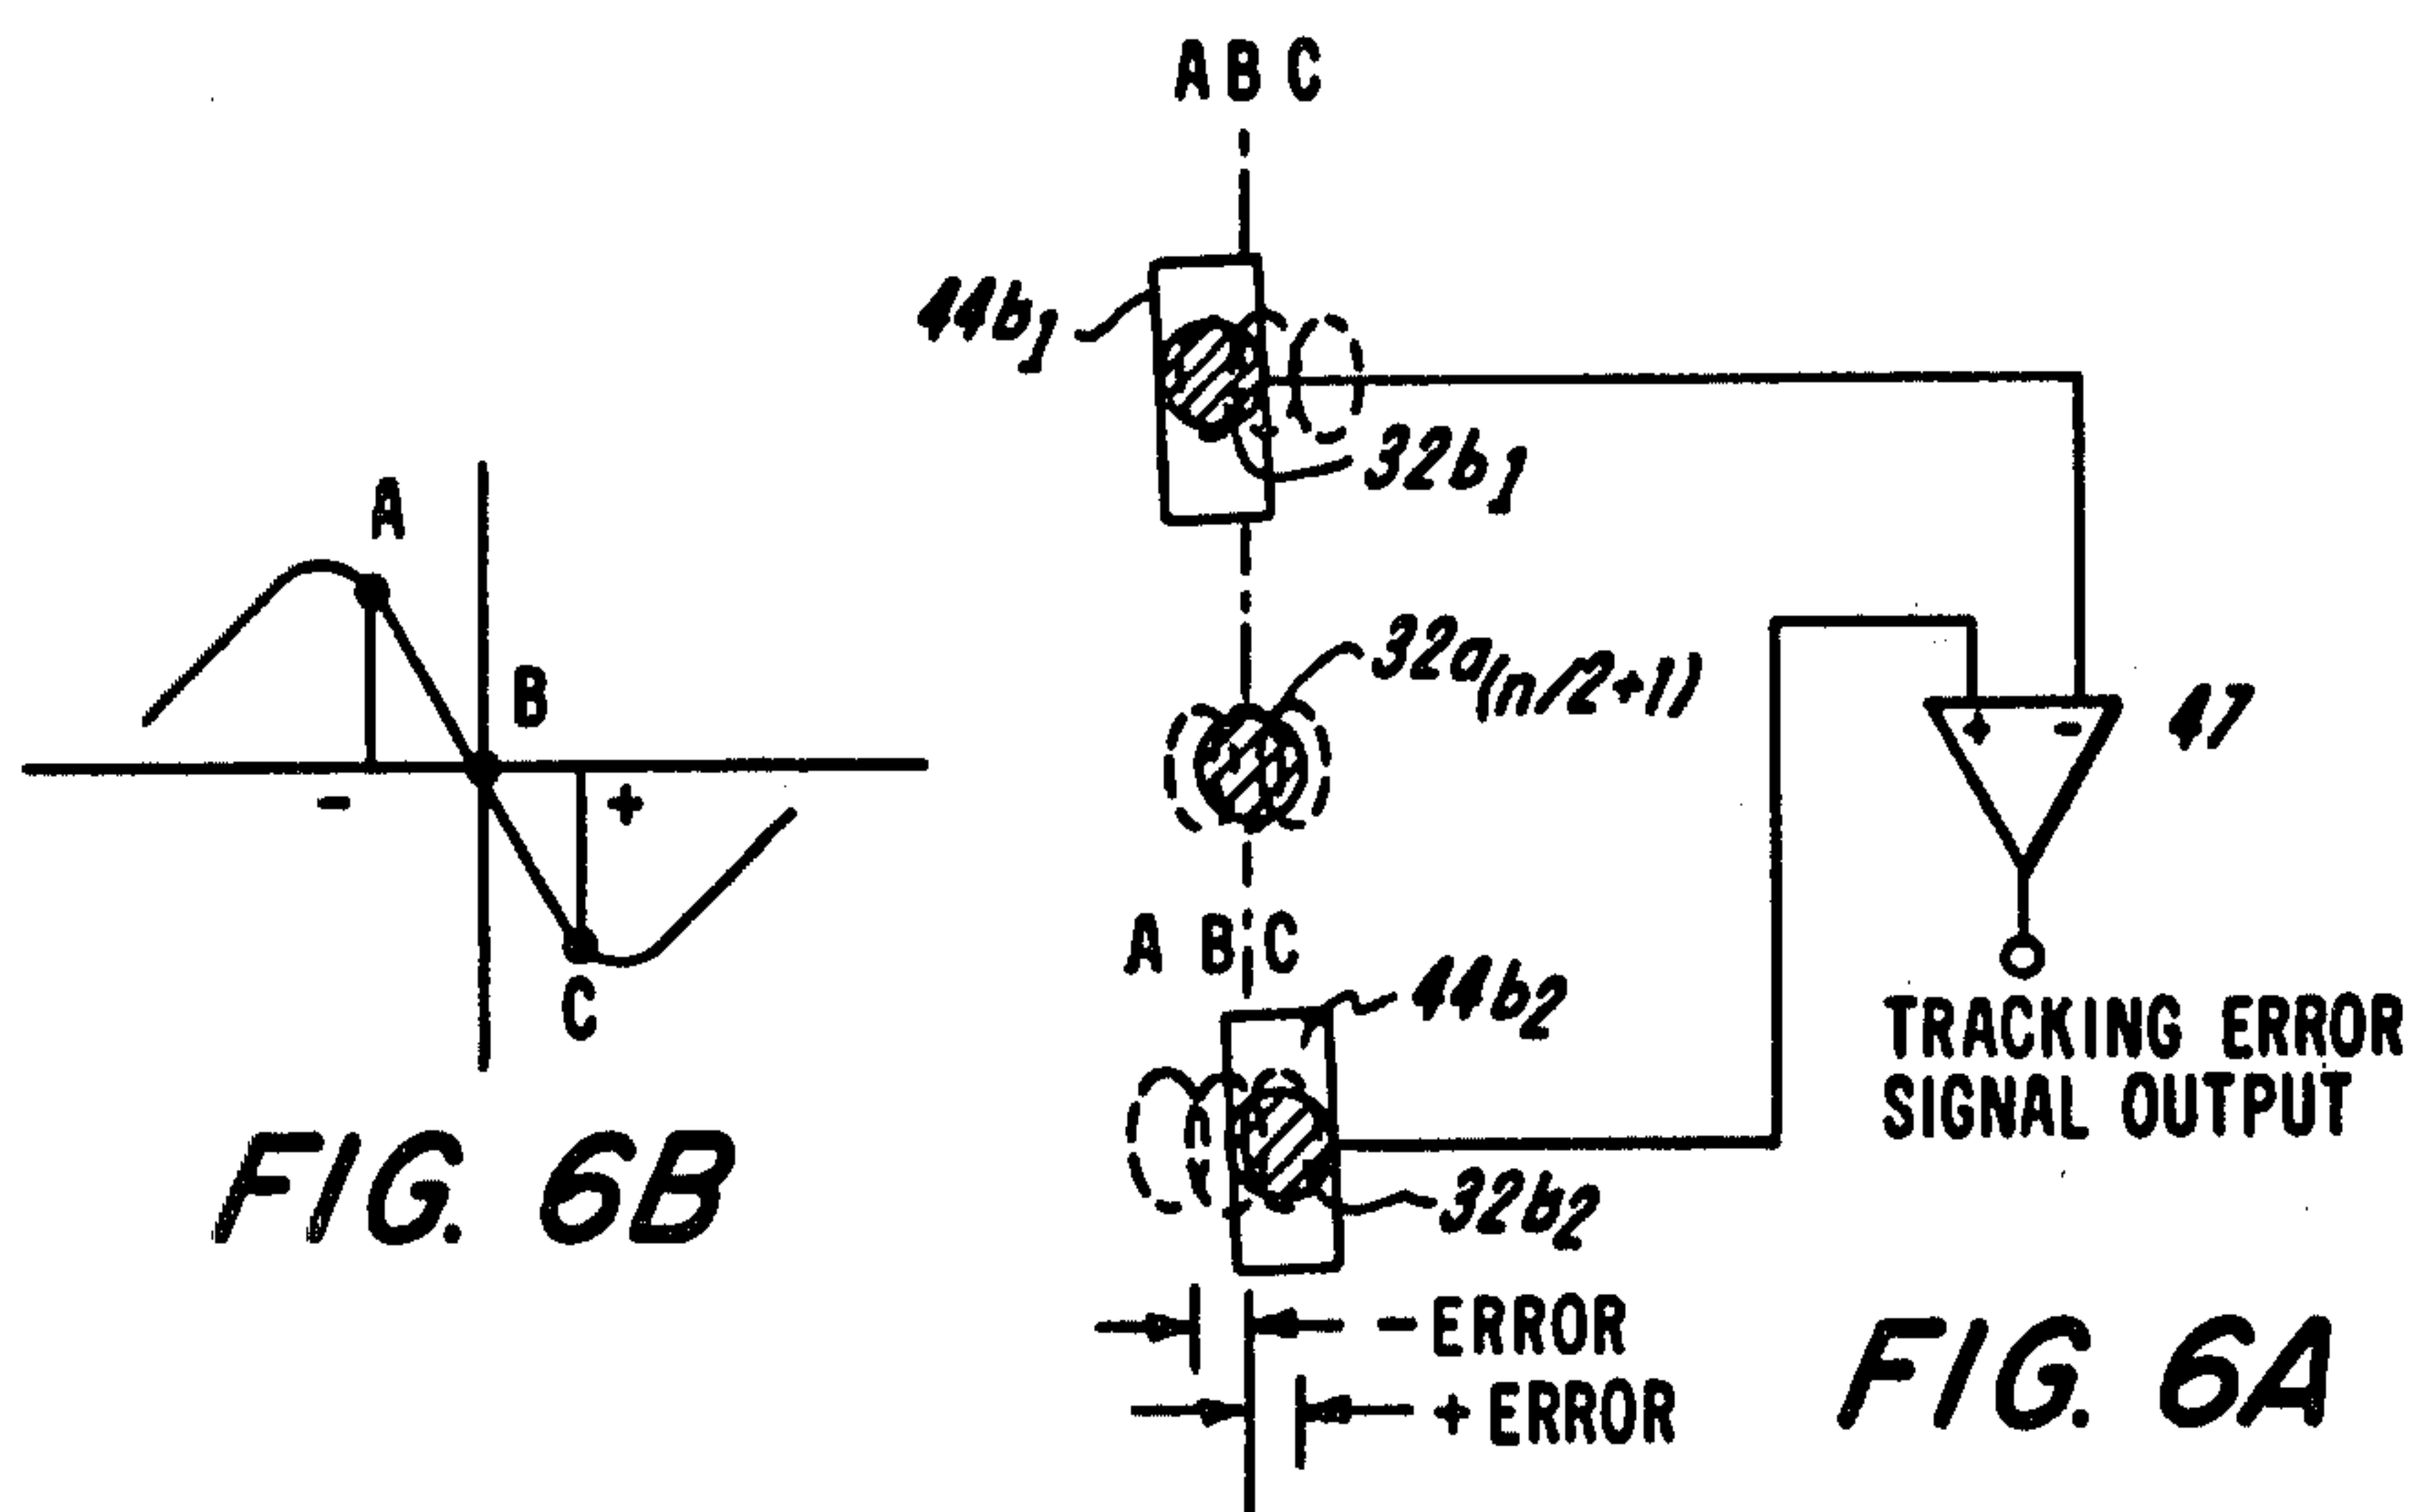 A B C
44b1
32b1
A
B
32a(n/2+1)
+ -
47
- +
A B C
44b2
C
TRACKING ERROR
SIGNAL OUTPUT
32b2
FIG. 6B
- ERROR
+ ERROR
FIG. 6A